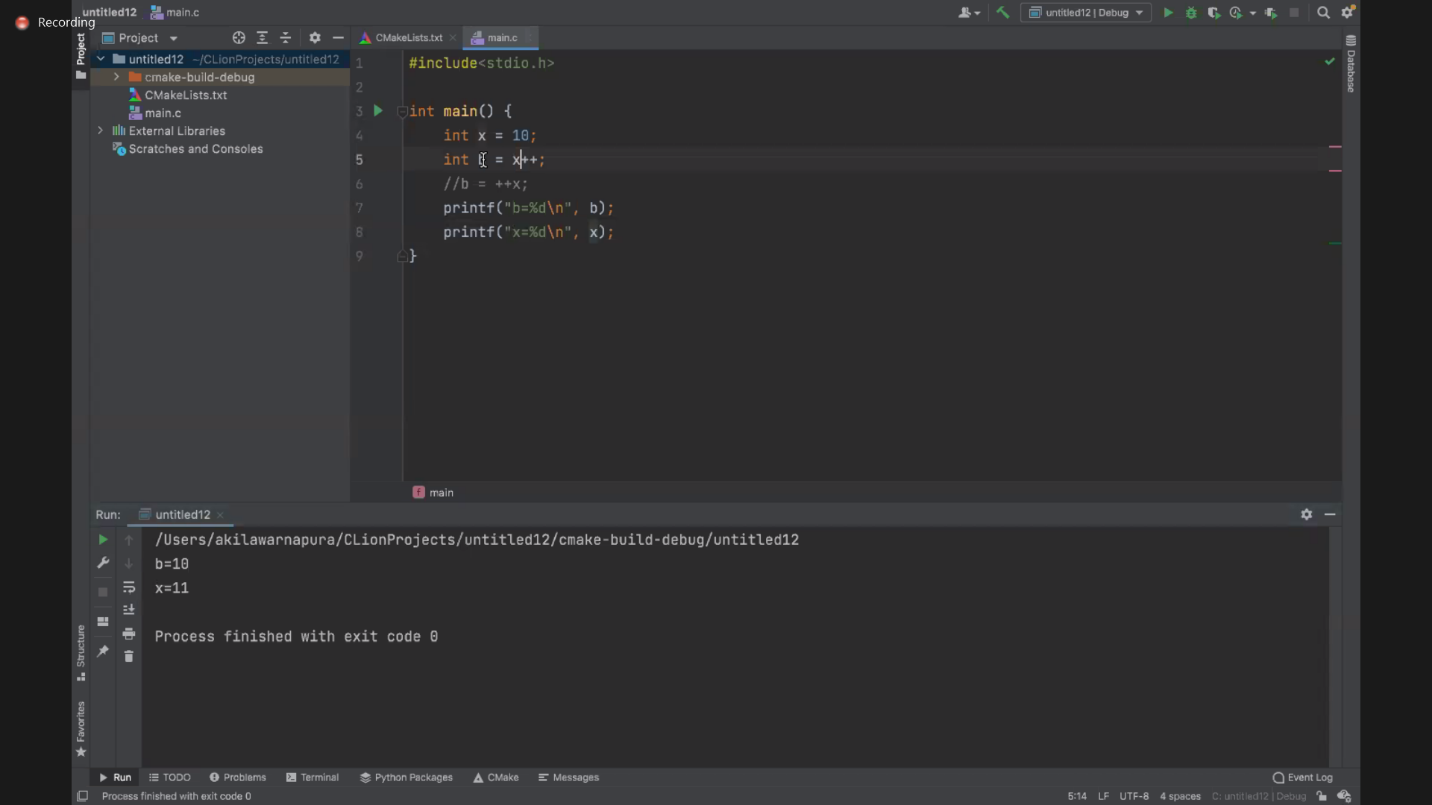 Recording
untitled12 main.c
untitled12 | Debug
Project
Project
CMakeLists.txt
main.c
Database
untitled12 ~/CLionProjects/untitled12
cmake-build-debug
CMakeLists.txt
main.c
External Libraries
Scratches and Consoles
1 #include<stdio.h>
2
3 int main() {
4 int x = 10;
5 int b = x++;
6 //b = ++x;
7 printf("b=%d\n", b);
8 printf("x=%d\n", x);
9 }
f main
Run: untitled12
/Users/akilawarnapura/CLionProjects/untitled12/cmake-build-debug/untitled12
b=10
x=11
Process finished with exit code 0
Structure
Favorites
Run TODO Problems Terminal Python Packages CMake Messages Event Log
Process finished with exit code 0 5:14 LF UTF-8 4 spaces C: untitled12 | Debug